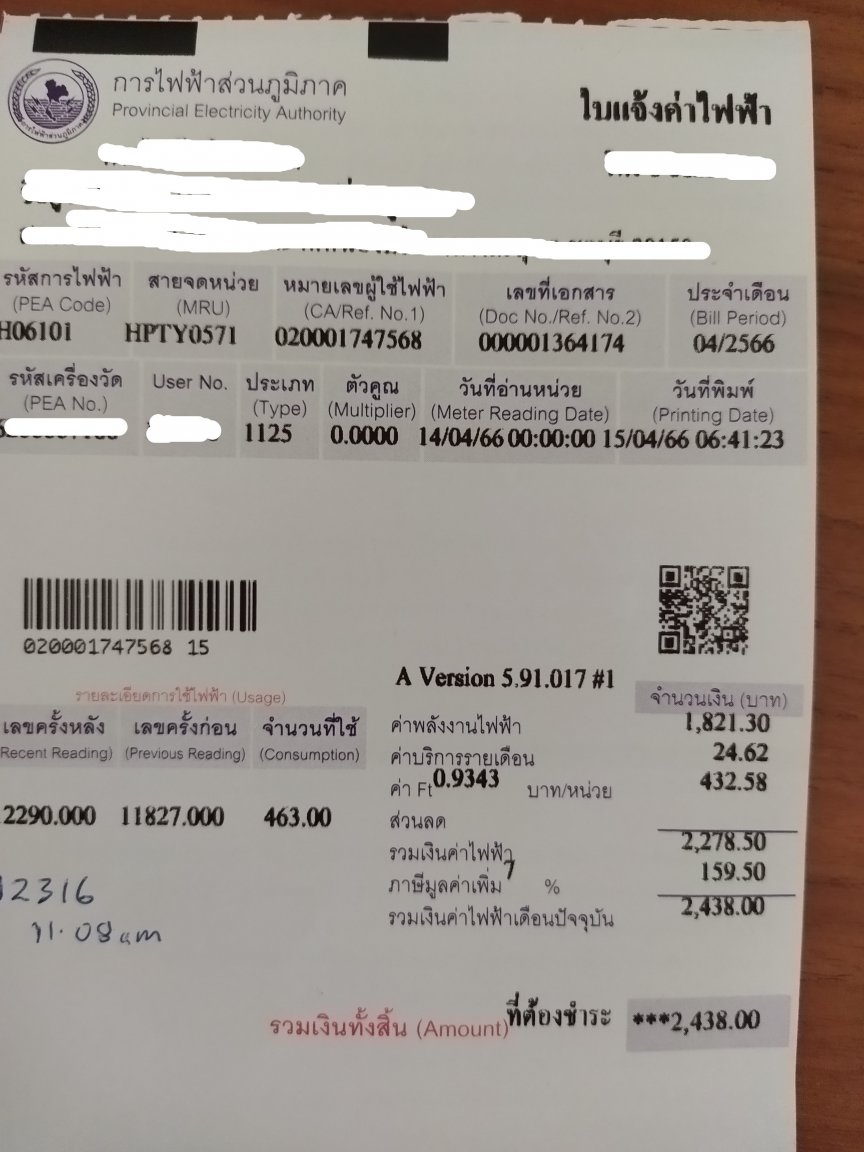 การไฟฟ้าส่วนภูมิภาค
Provincial Electricity Authority
ใบแจ้งค่าไฟฟ้า
รหัสการไฟฟ้า สายจดหน่วย หมายเลขผู้ใช้ไฟฟ้า เลขที่เอกสาร ประจำเดือน
(PEA Code) (MRU) (CA/Ref. No.1) (Doc No./Ref. No.2) (Bill Period)
H06101 HPTY0571 020001747568 000001364174 04/2566
รหัสเครื่องวัด User No. ประเภท ตัวคูณ วันที่อ่านหน่วย วันที่พิมพ์
(PEA No.) (Type) (Multiplier) (Meter Reading Date) (Printing Date)
1125 0.0000 14/04/66 00:00:00 15/04/66 06:41:23
020001747568 15
A Version 5.91.017 #1
รายละเอียดการใช้ไฟฟ้า (Usage) จำนวนเงิน (บาท)
เลขครั้งหลัง เลขครั้งก่อน จำนวนที่ใช้
(Recent Reading) (Previous Reading) (Consumption)
2290.000 11827.000 463.00
ค่าพลังงานไฟฟ้า 1,821.30
ค่าบริการรายเดือน 24.62
ค่า Ft 0.9343 บาท/หน่วย 432.58
ส่วนลด
รวมเงินค่าไฟฟ้า 2,278.50
ภาษีมูลค่าเพิ่ม 7 % 159.50
รวมเงินค่าไฟฟ้าเดือนปัจจุบัน 2,438.00
12316
11.08 am
รวมเงินทั้งสิ้น (Amount) ที่ต้องชำระ ***2,438.00